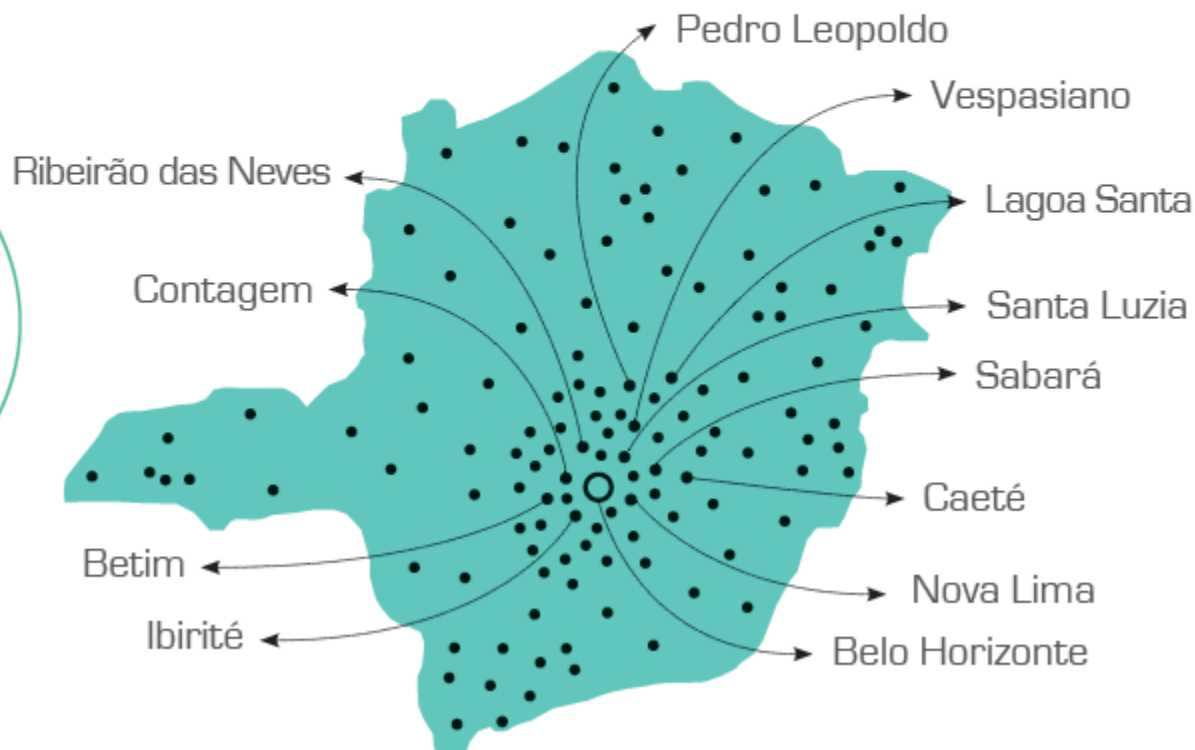 Pedro Leopoldo
Vespasiano
Ribeirão das Neves
Lagoa Santa
Contagem
Santa Luzia
Sabará
Caeté
Betim
Nova Lima
Ibirité
Belo Horizonte